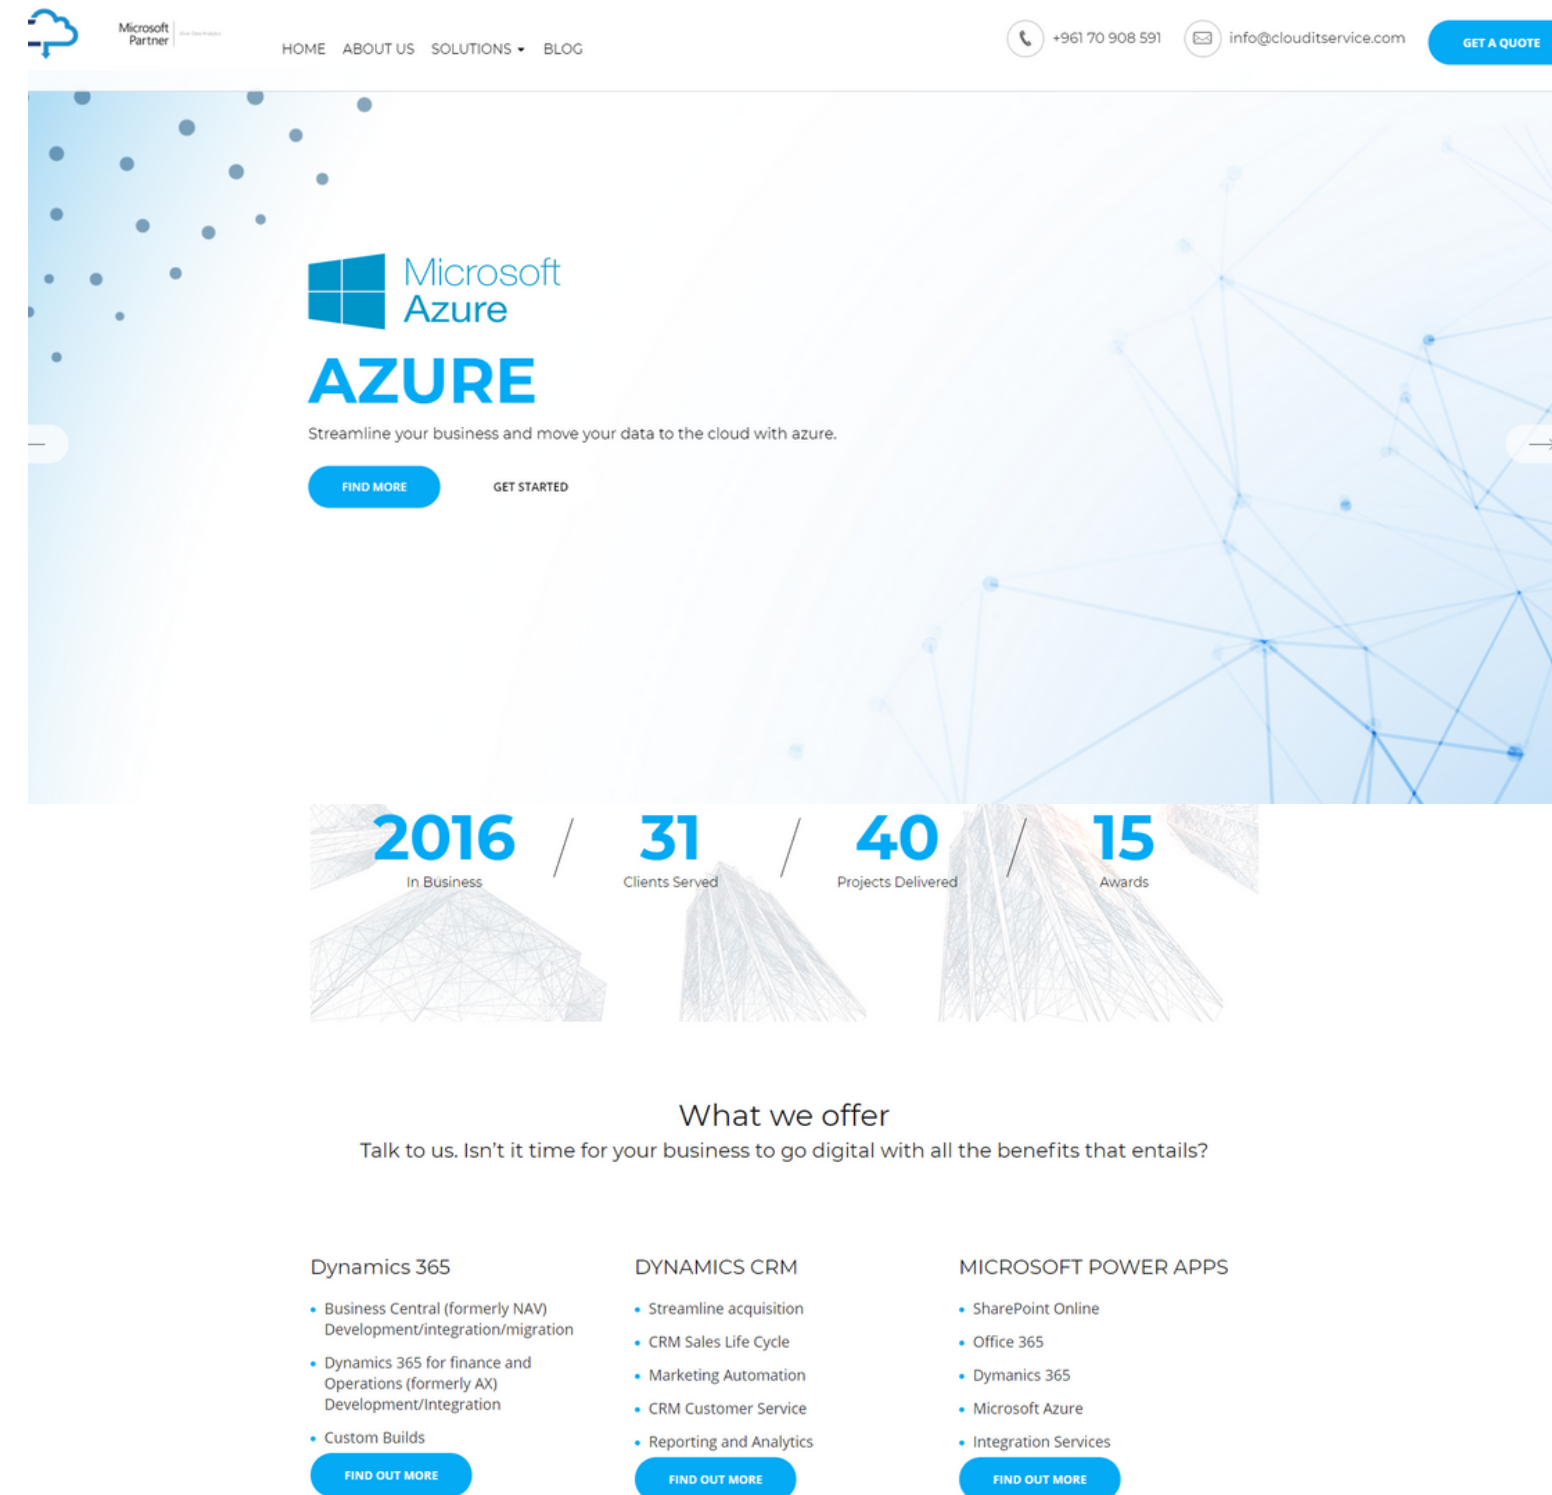 Microsoft
Partner
HOME ABOUT US SOLUTIONS BLOG
+961 70 908 591
info@clouditservice.com
GET A QUOTE
Microsoft
Azure
AZURE
Streamline your business and move your data to the cloud with azure.
FIND MORE
GET STARTED
2016 / 31 / 40 / 15
In Business
Clients Served
Projects Delivered
Awards
What we offer
Talk to us. Isn't it time for your business to go digital with all the benefits that entails?
Dynamics 365
Business Central (formerly NAV)
Development/integration/migration
Dynamics 365 for finance and
Operations (formerly AX)
Development/Integration
Custom Builds
FIND OUT MORE
DYNAMICS CRM
Streamline acquisition
CRM Sales Life Cycle
Marketing Automation
CRM Customer Service
Reporting and Analytics
FIND OUT MORE
MICROSOFT POWER APPS
SharePoint Online
Office 365
Dymanics 365
Microsoft Azure
Integration Services
FIND OUT MORE